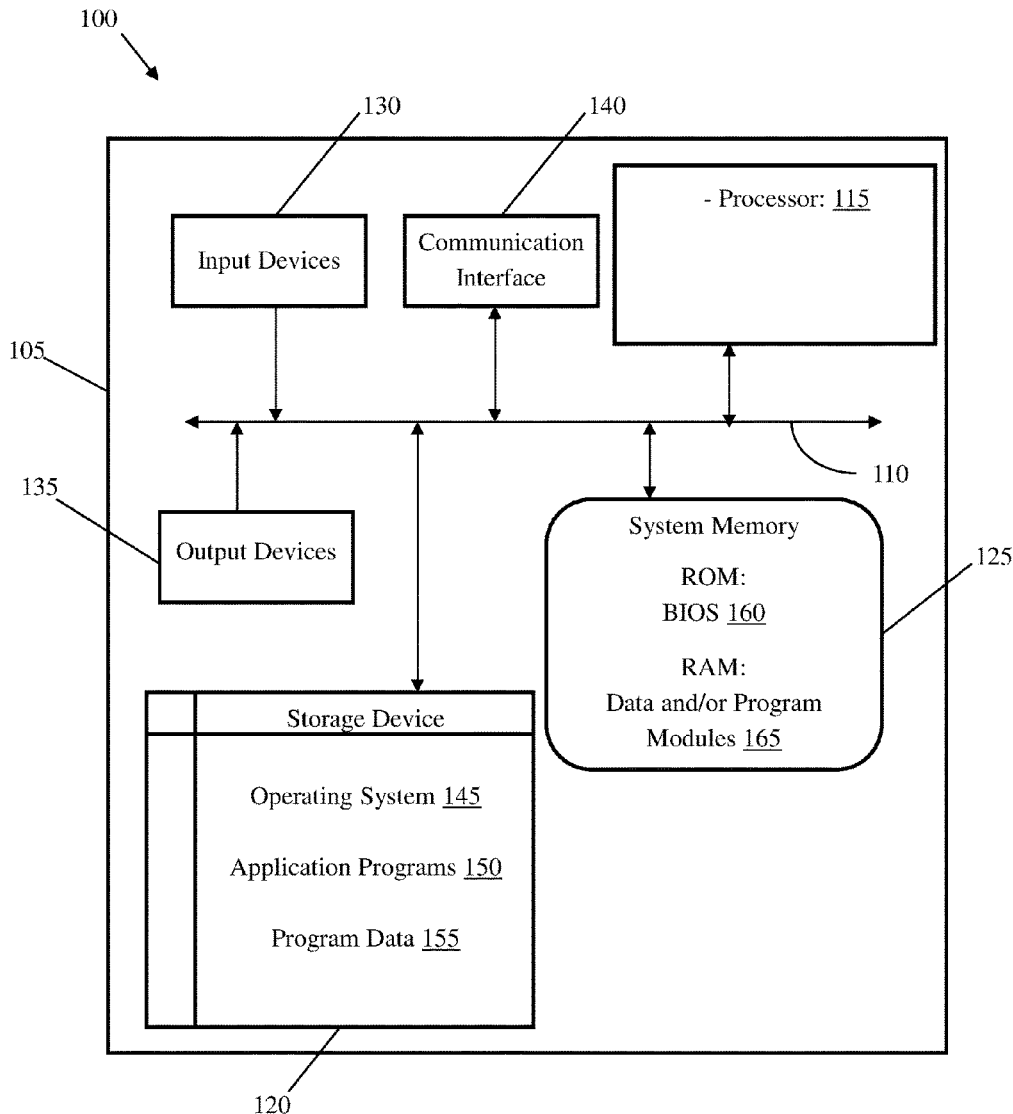 100
130
140
- Processor: 115
Input Devices
Communication
Interface
105
110
135
Output Devices
System Memory
ROM:
BIOS 160
RAM:
Data and/or Program
Modules 165
125
Storage Device
Operating System 145
Application Programs 150
Program Data 155
120